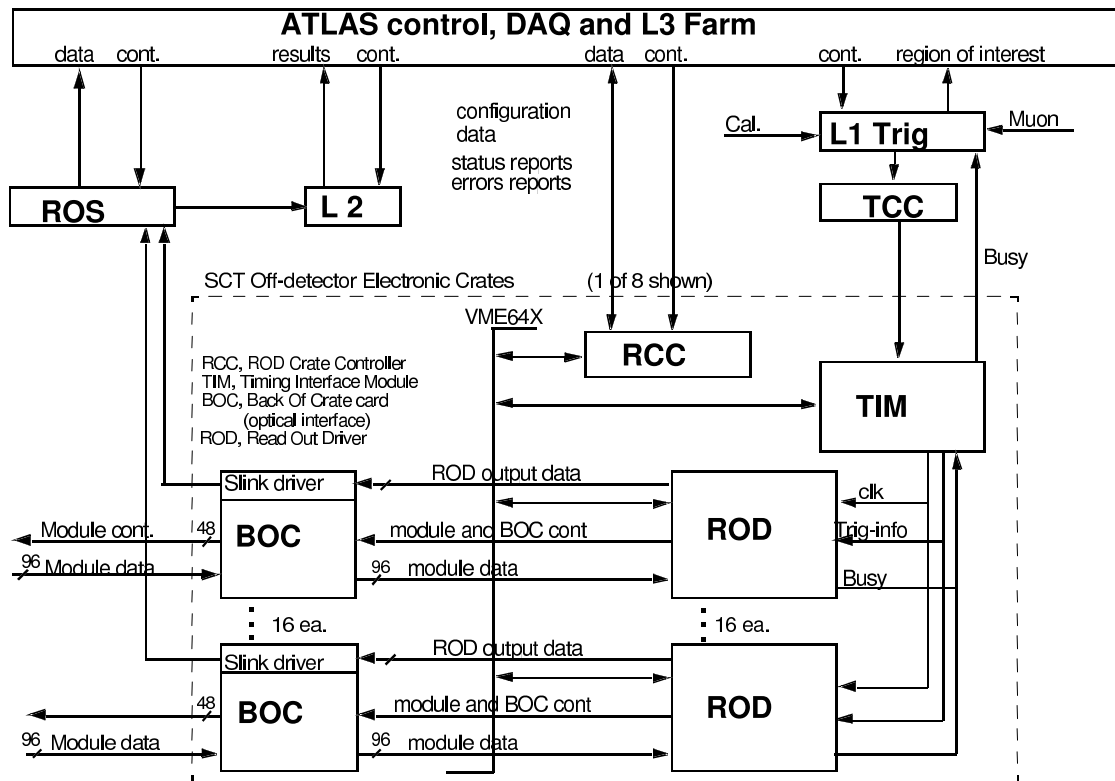 ATLAS control, DAQ and L3 Farm
data cont. results cont. data cont. cont. region of interest
configuration
data
status reports
errors reports
Cal.
L1 Trig
Muon
ROS
L 2
TCC
Busy
SCT Off-detector Electronic Crates (1 of 8 shown)
VME64X
RCC
RCC, ROD Crate Controller
TIM, Timing Interface Module
BOC, Back Of Crate card
(optical interface)
ROD, Read Out Driver
TIM
Slink driver
ROD output data
clk
Module cont. 48
BOC
module and BOC cont
ROD
Trig-info
96 Module data
96 module data
Busy
16 ea.
16 ea.
Slink driver
ROD output data
48
BOC
module and BOC cont
ROD
96 Module data
96 module data